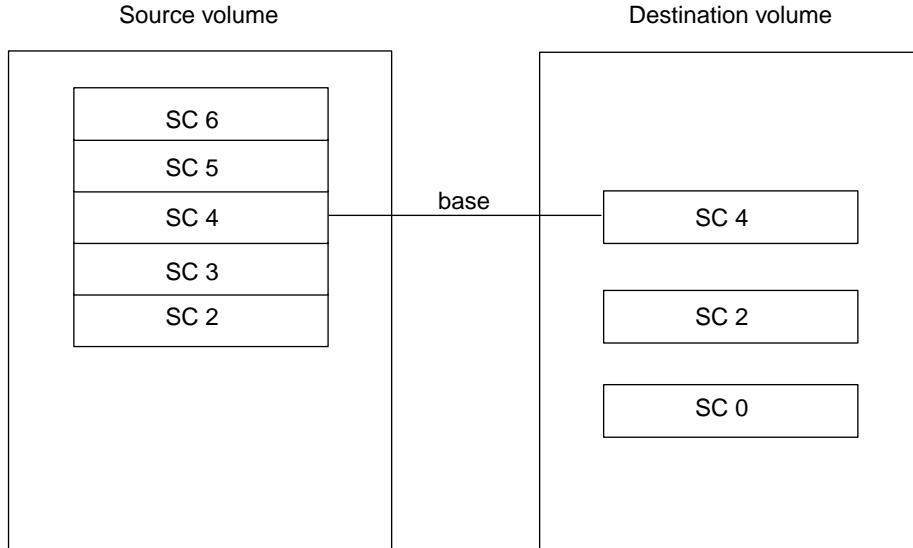 Source volume
Destination volume
SC 6
SC 5
SC 4
SC 3
SC 2
base
SC 4
SC 2
SC 0